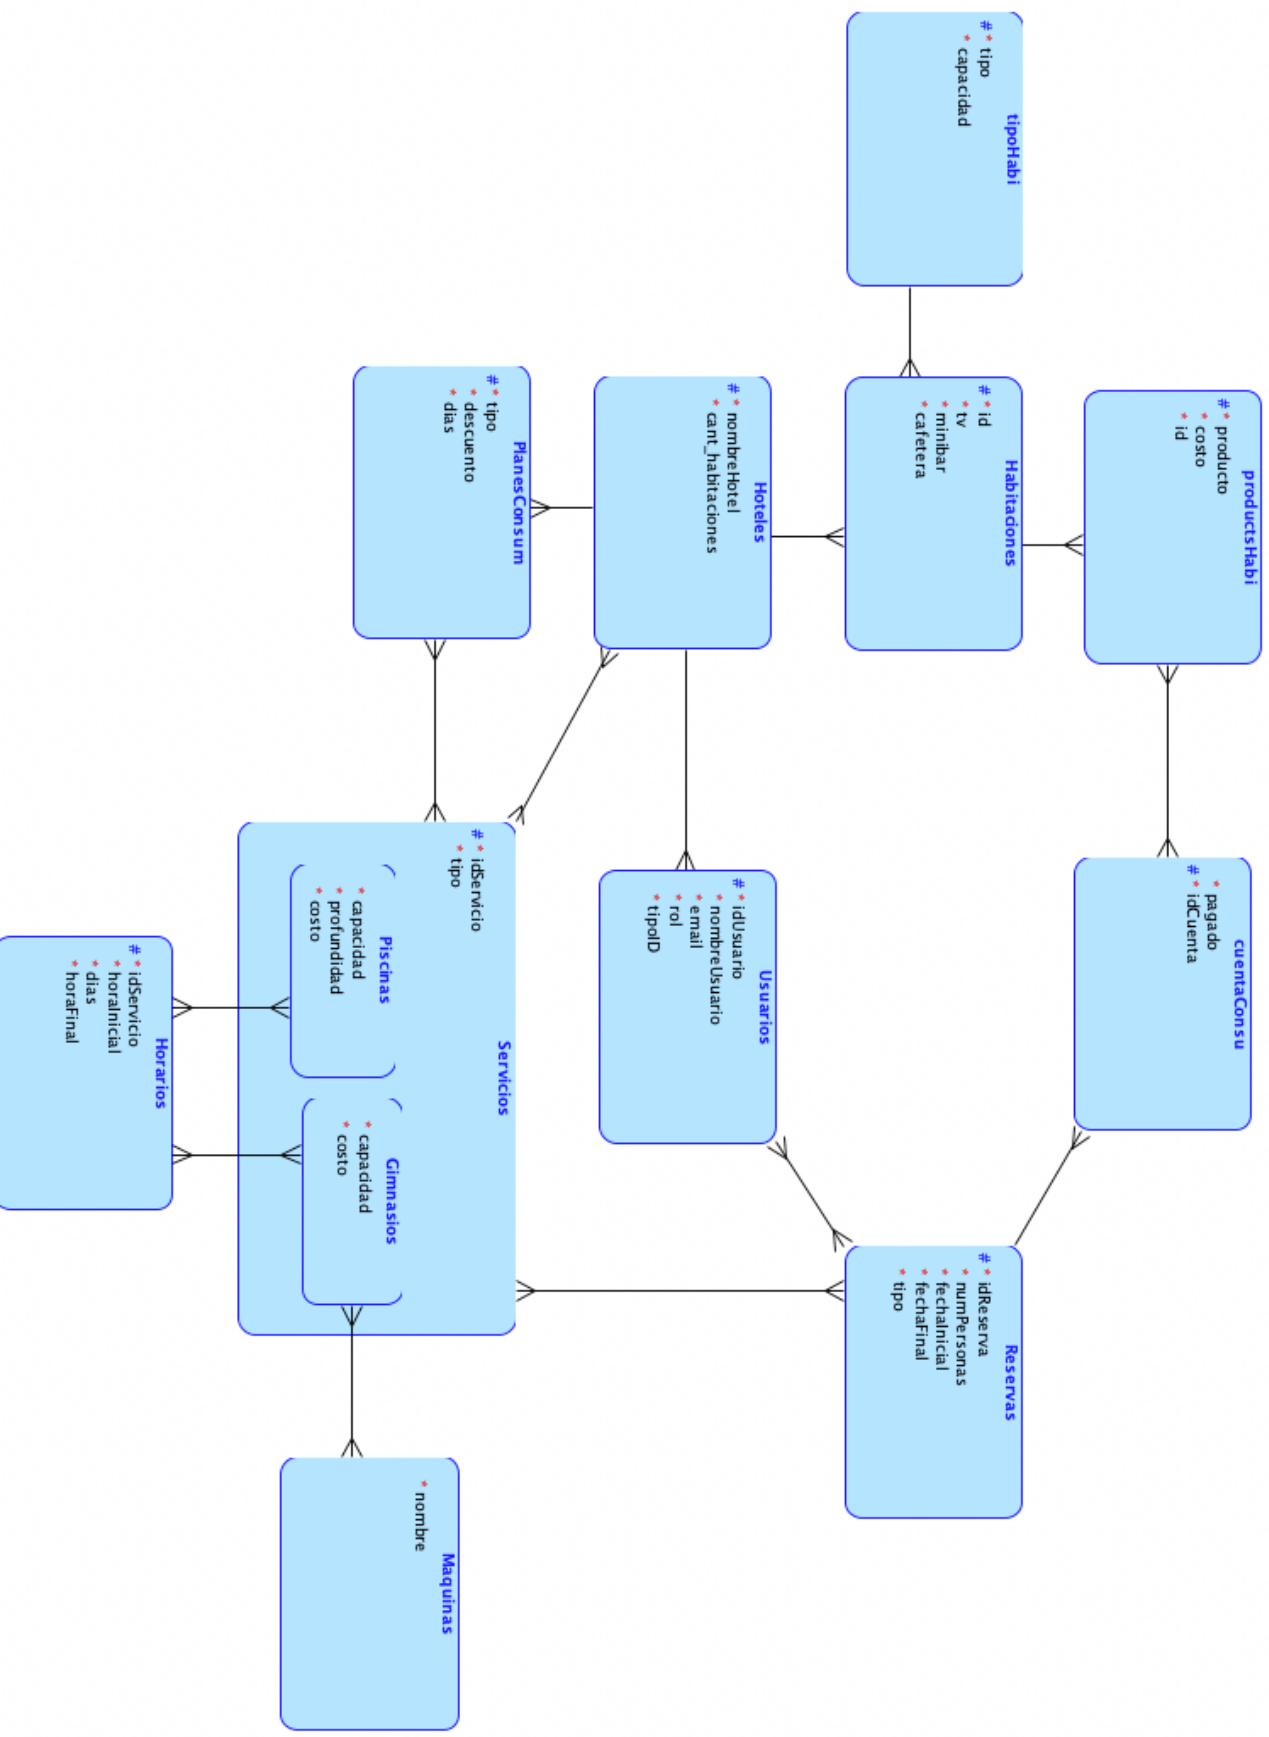 tipoHabi
#* tipo
* capacidad
productsHabi
#* producto
* costo
* id
Habitaciones
#* id
* tv
* minibar
* cafetera
Hoteles
#* nombreHotel
* cant_habitaciones
PlanesConsum
#* tipo
* descuento
* dias
cuentaConsu
* pagado
#* idCuenta
Usuarios
#* idUsuario
* nombreUsuario
* email
* rol
* tipoID
Servicios
#* idServicio
* tipo
Piscinas
* capacidad
* profundidad
* costo
Gimnasios
* capacidad
* costo
Horarios
#* idServicio
* horaInicial
* dias
* horaFinal
Reservas
#* idReserva
* numPersonas
* fechaInicial
* fechaFinal
* tipo
Maquinas
* nombre